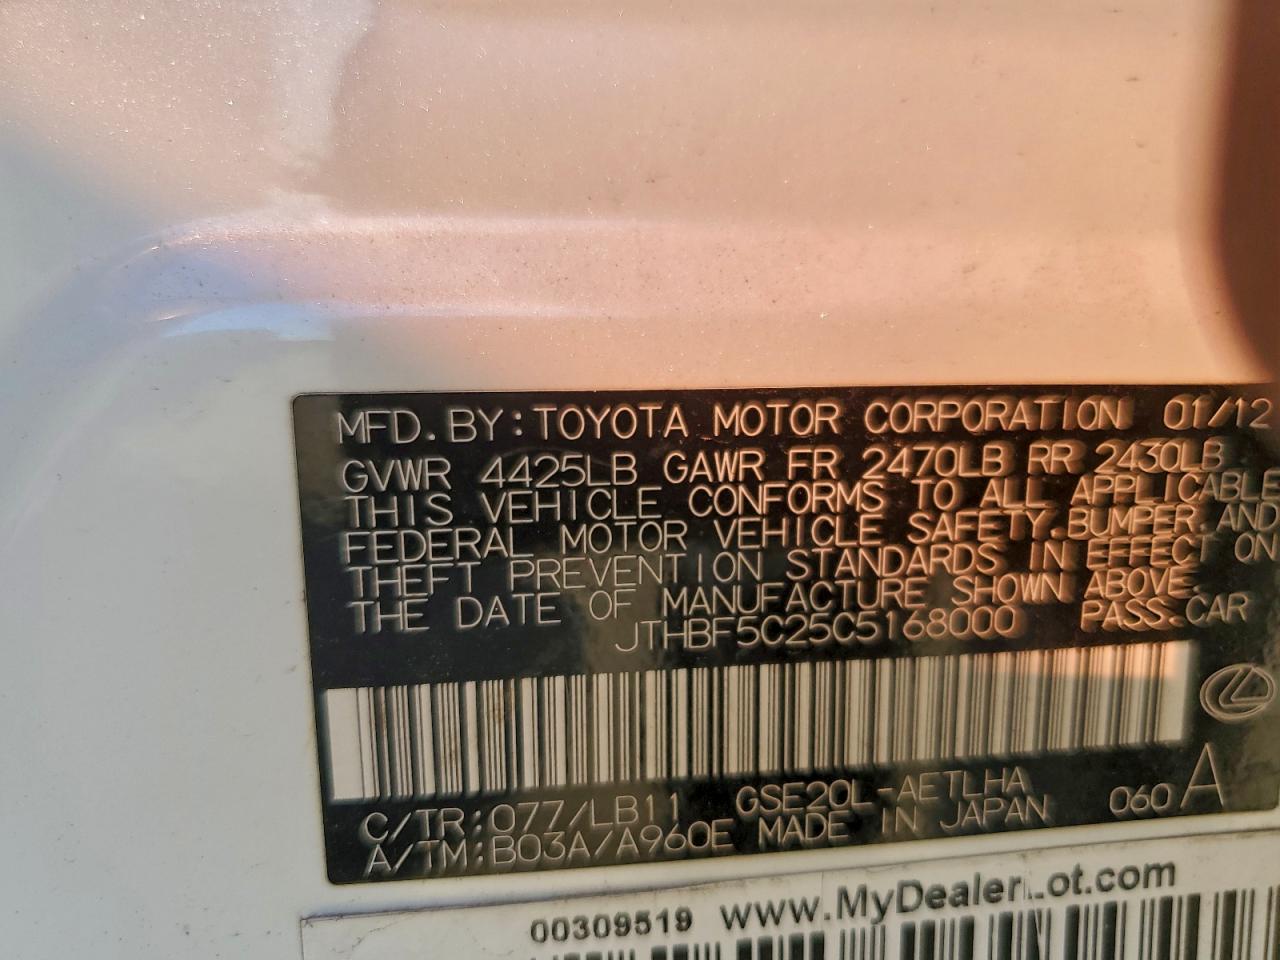 MFD. BY: TOYOTA MOTOR CORPORATION 01/12
GVWR 4425LB GAWR FR 2470LB RR 2430LB
THIS VEHICLE CONFORMS TO ALL APPLICABLE
FEDERAL MOTOR VEHICLE SAFETY, BUMPER, AND
THEFT PREVENTION STANDARDS IN EFFECT ON
THE DATE OF MANUFACTURE SHOWN ABOVE.
JTHBF5C25C5168000 PASS. CAR
C/TR: 077/LB11 GSE20L-AETLHA
A/TM: B03A/A960E MADE IN JAPAN 060 A
00309519 www.MyDealerLot.com